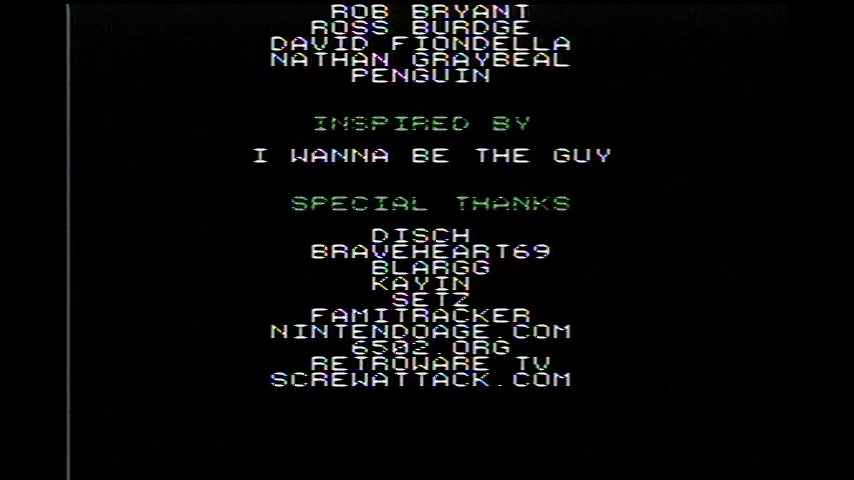 ROB BRYANT
ROSS BURDGE
DAVID FIONDELLA
NATHAN GRAYBEAL
PENGUIN
INSPIRED BY
I WANNA BE THE GUY
SPECIAL THANKS
DISCH
BRAVEHEART69
BLARGG
KAYIN
SETZ
FAMITRACKER
NINTENDOAGE.COM
6502.ORG
RETROWARE TV
SCREWATTACK.COM